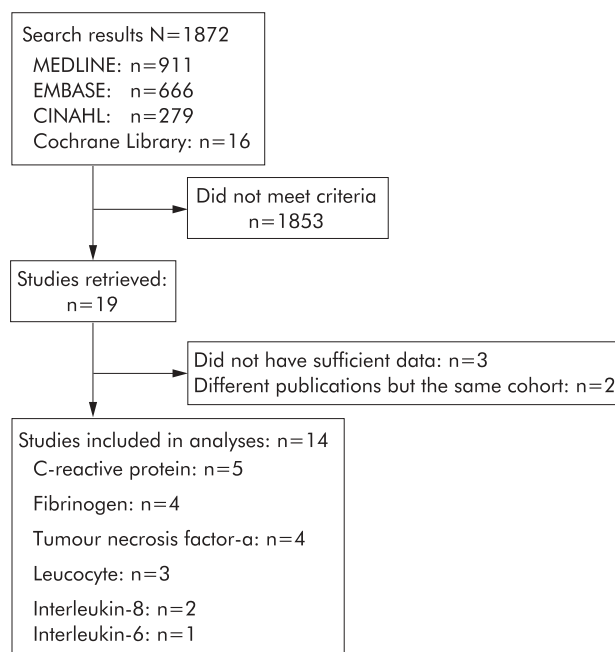 Search results N=1872
MEDLINE: n=911
EMBASE: n=666
CINAHL: n=279
Cochrane Library: n=16
Did not meet criteria
n=1853
Studies retrieved:
n=19
Did not have sufficient data: n=3
Different publications but the same cohort: n=2
Studies included in analyses: n=14
C-reactive protein: n=5
Fibrinogen: n=4
Tumour necrosis factor-a: n=4
Leucocyte: n=3
Interleukin-8: n=2
Interleukin-6: n=1